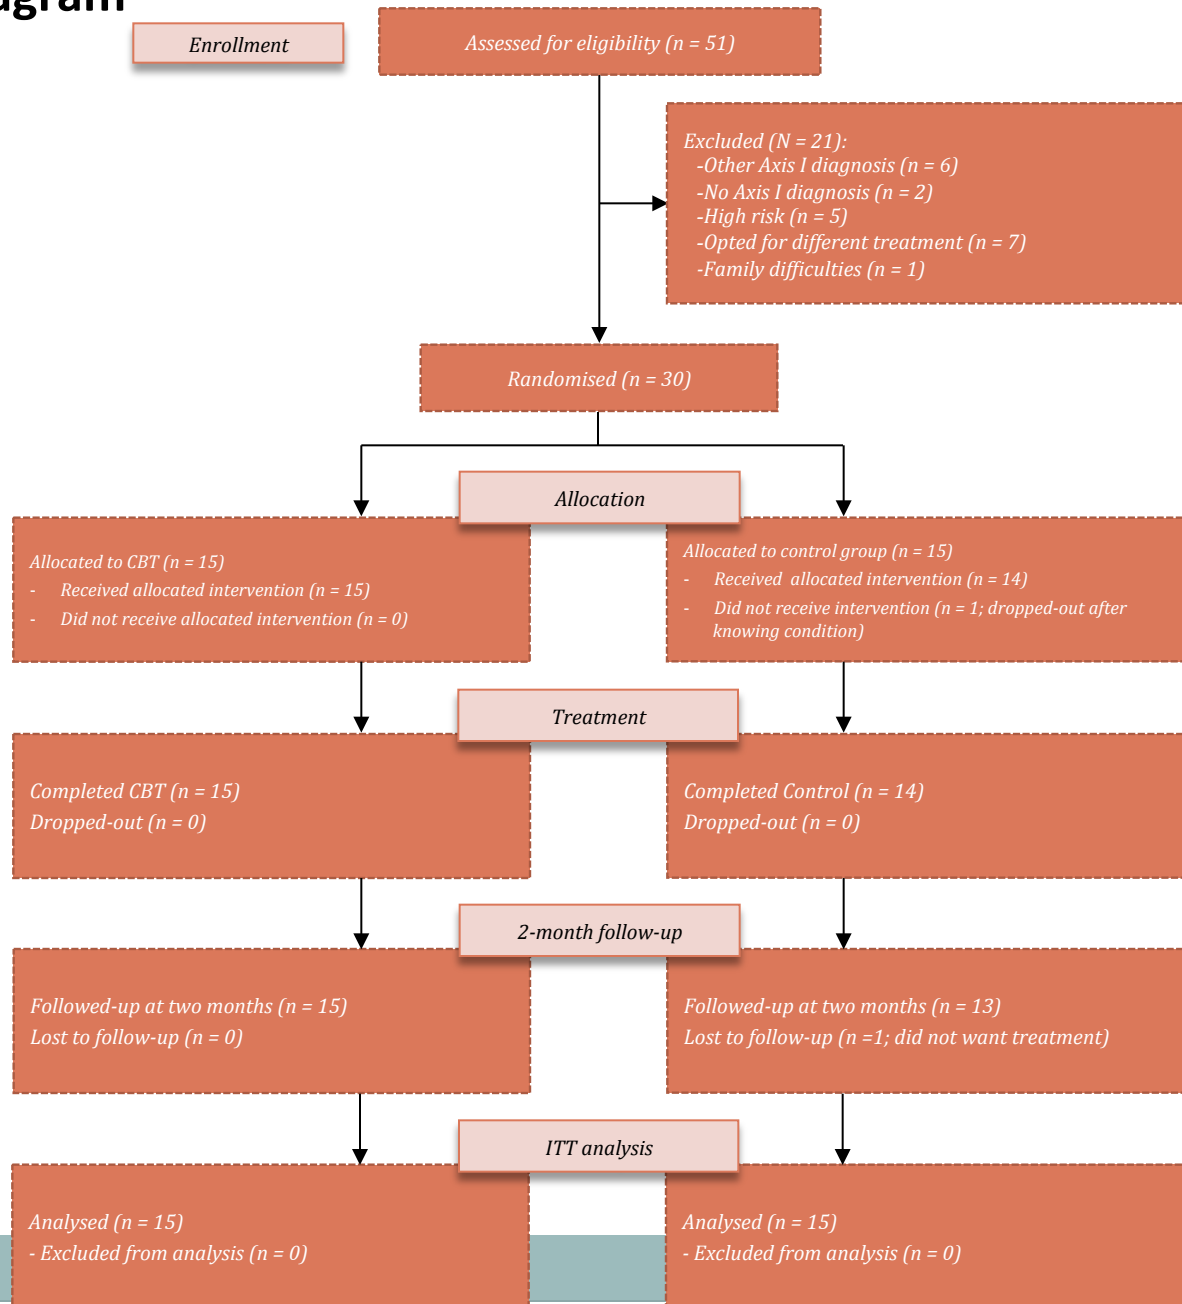 Enrollment
Assessed for eligibility (n = 51)
Excluded (N = 21):
-Other Axis I diagnosis (n = 6)
-No Axis I diagnosis (n = 2)
-High risk (n = 5)
-Opted for different treatment (n = 7)
-Family difficulties (n = 1)
Randomised (n = 30)
Allocation
Allocated to CBT (n = 15)
- Received allocated intervention (n = 15)
- Did not receive allocated intervention (n = 0)
Allocated to control group (n = 15)
- Received allocated intervention (n = 14)
- Did not receive intervention (n = 1; dropped-out after
knowing condition)
Treatment
Completed CBT (n = 15)
Dropped-out (n = 0)
Completed Control (n = 14)
Dropped-out (n = 0)
2-month follow-up
Followed-up at two months (n = 15)
Lost to follow-up (n = 0)
Followed-up at two months (n = 13)
Lost to follow-up (n =1; did not want treatment)
ITT analysis
Analysed (n = 15)
- Excluded from analysis (n = 0)
Analysed (n = 15)
- Excluded from analysis (n = 0)